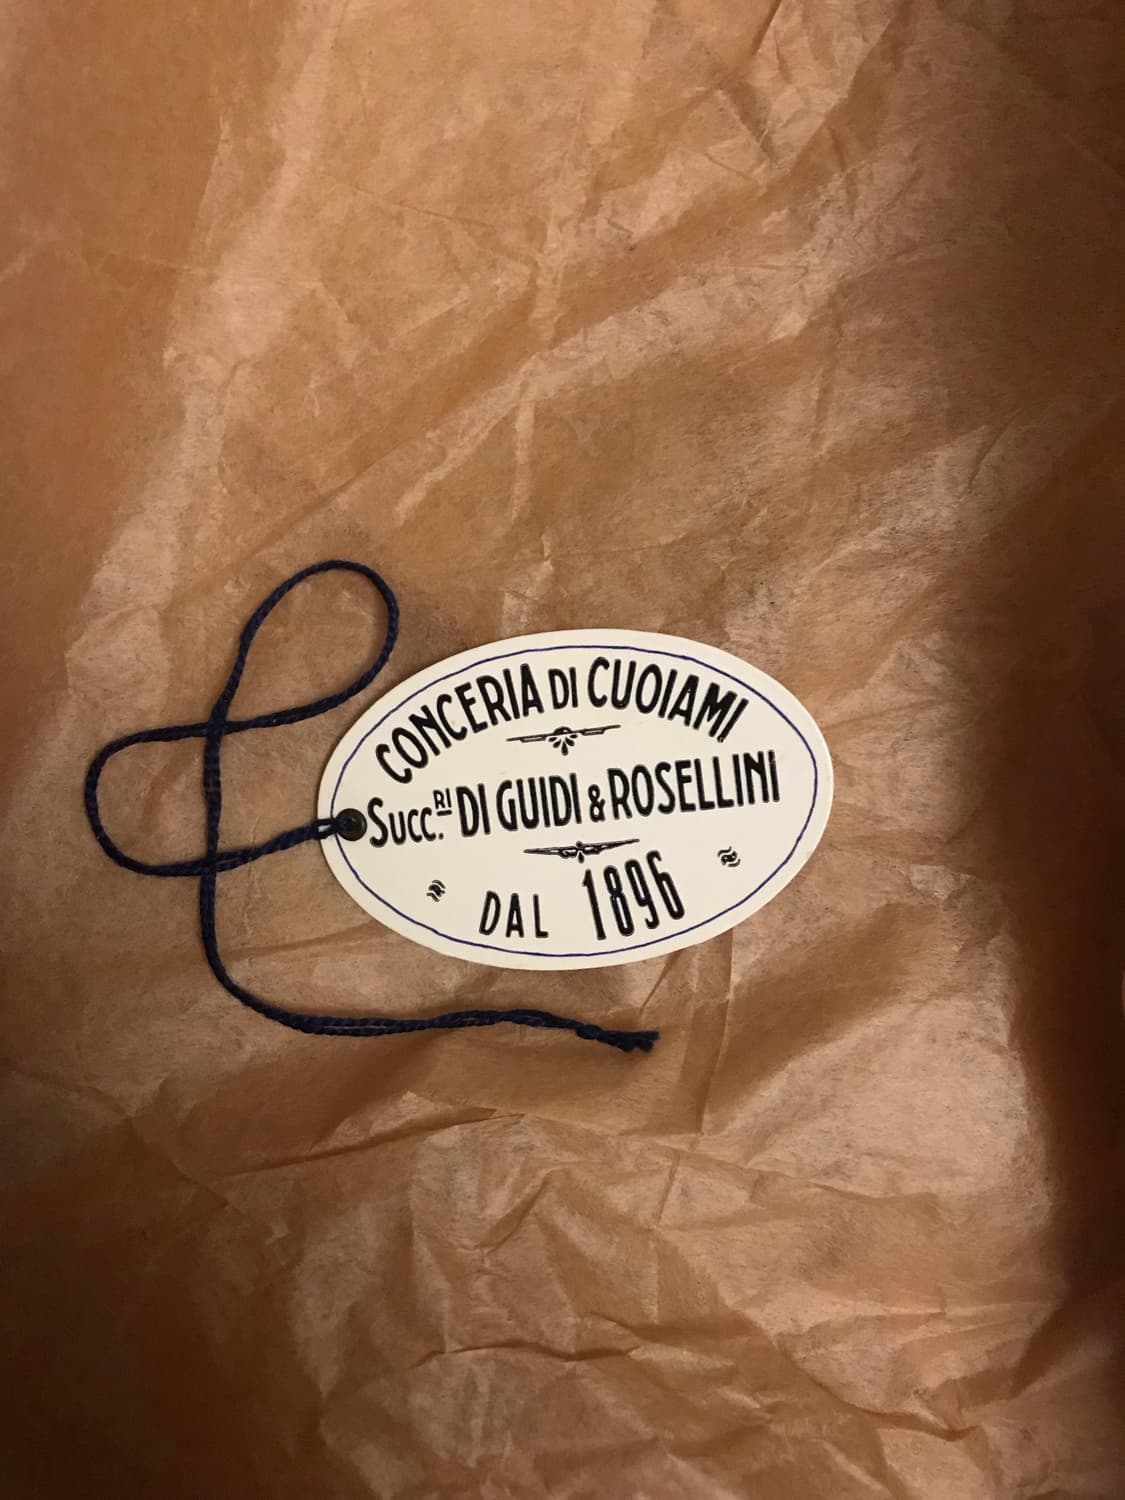 CONCERIA DI CUOIAMI
Succ.RI DI GUIDI & ROSELLINI
DAL 1896